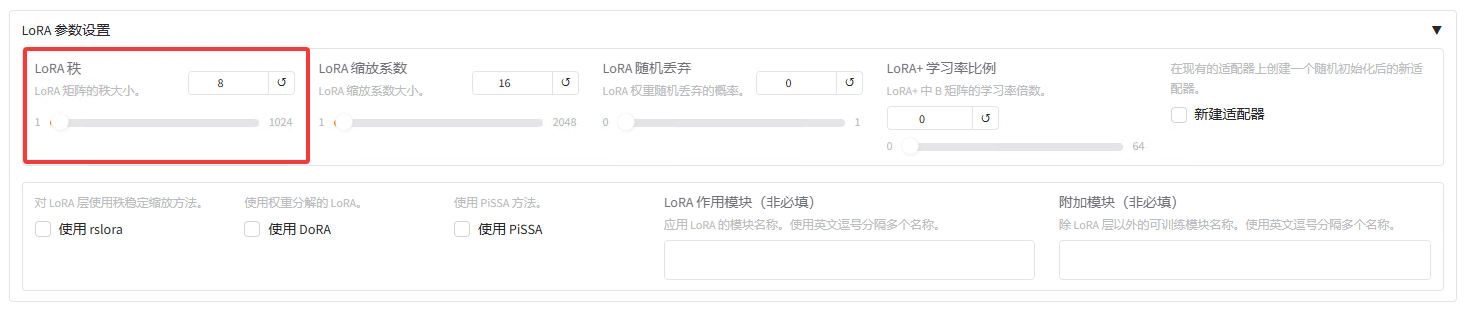 LoRA 参数设置 ▼
LoRA 秩
LoRA 矩阵的秩大小。
8 ↺
1 1024
LoRA 缩放系数
LoRA 缩放系数大小。
16 ↺
1 2048
LoRA 随机丢弃
LoRA 权重随机丢弃的概率。
0 ↺
0 1
LoRA+ 学习率比例
LoRA+ 中 B 矩阵的学习率倍数。
0 ↺
0 64
在现有的适配器上创建一个随机初始化后的新适
配器。
新建适配器
对 LoRA 层使用秩稳定缩放方法。
使用 rslora
使用权重分解的 LoRA。
使用 DoRA
使用 PiSSA 方法。
使用 PiSSA
LoRA 作用模块（非必填）
应用 LoRA 的模块名称。使用英文逗号分隔多个名称。
附加模块（非必填）
除 LoRA 层以外的可训练模块名称。使用英文逗号分隔多个名称。